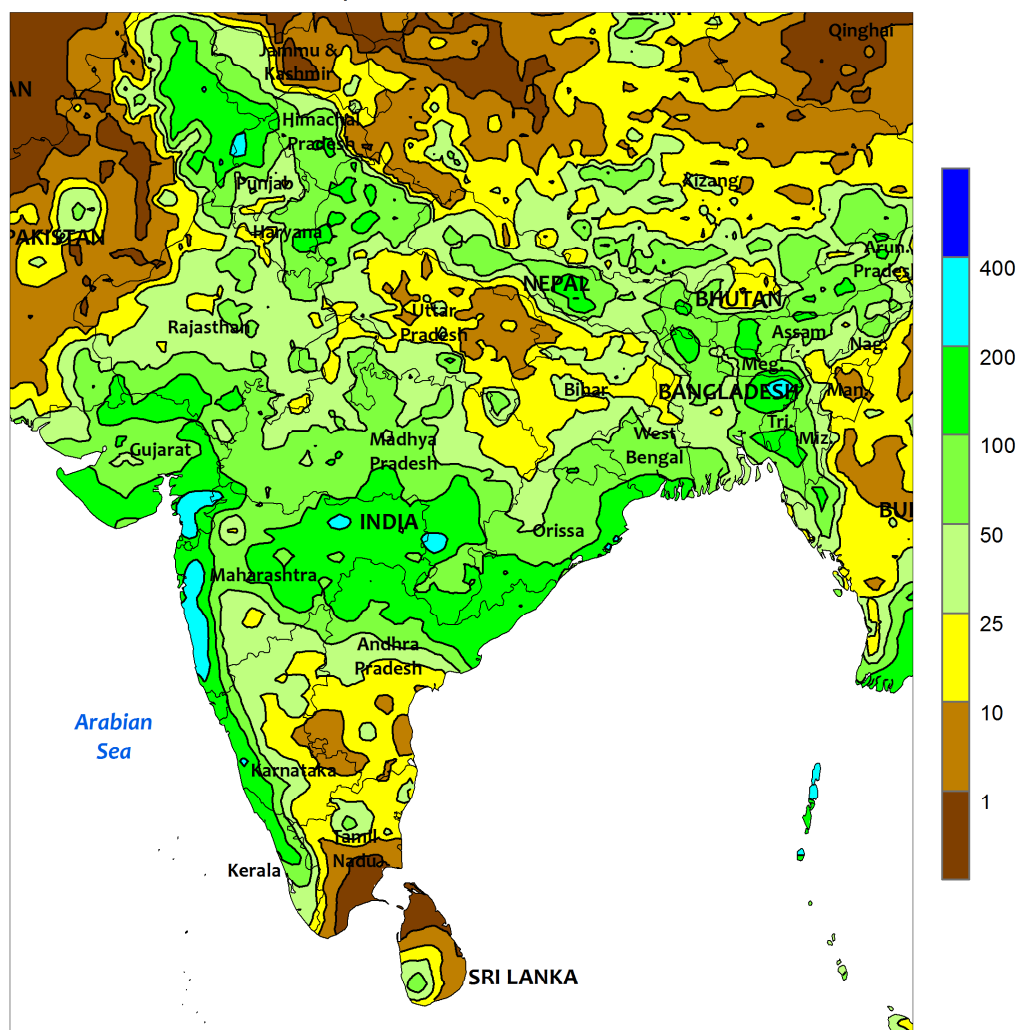 Qinghai
Jammu &
Kashmir
AN
Himachal
Pradesh
Punjab
Xizang
PAKISTAN
Haryana
Arun.
Pradesh
NEPAL
BHUTAN
400
Uttar
Pradesh
Rajasthan
Assam
Nag.
200
Meg.
Bihar
BANGLADESH
Man.
Tri.
Miz.
West
Bengal
Madhya
Pradesh
Gujarat
100
INDIA
Orissa
BUR
50
Maharashtra
25
Andhra
Pradesh
Arabian
Sea
10
Karnataka
1
Tamil
Nadu
Kerala
SRI LANKA